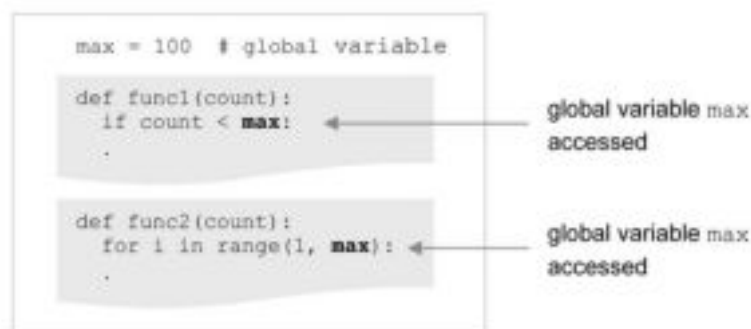 max = 100 # global variable
def func1(count):
if count < max:
.
global variable max
accessed
def func2(count):
for i in range(1, max):
.
global variable max
accessed